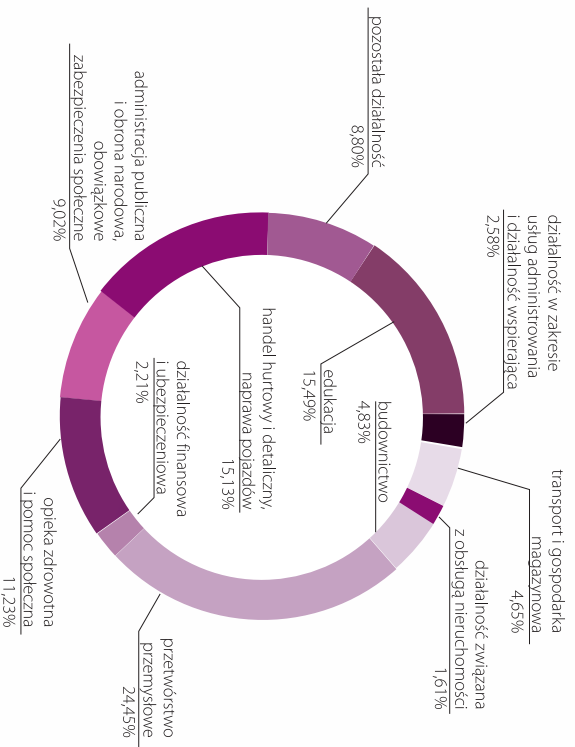 działalność w zakresie
usług administrowania
i działalność wspierająca
2,58%
transport i gospodarka
magazynowa
4,65%
działalność związana
z obsługą nieruchomości
1,61%
budownictwo
4,83%
przetwórstwo
przemysłowe
24,45%
działalność finansowa
i ubezpieczeniowa
2,21%
opieka zdrowotna
i pomoc społeczna
11,23%
administracja publiczna
i obrona narodowa,
obowiązkowe
zabezpieczenia społeczne
9,02%
handel hurtowy i detaliczny,
naprawa pojazdów
15,13%
pozostała działalność
8,80%
edukacja
15,49%